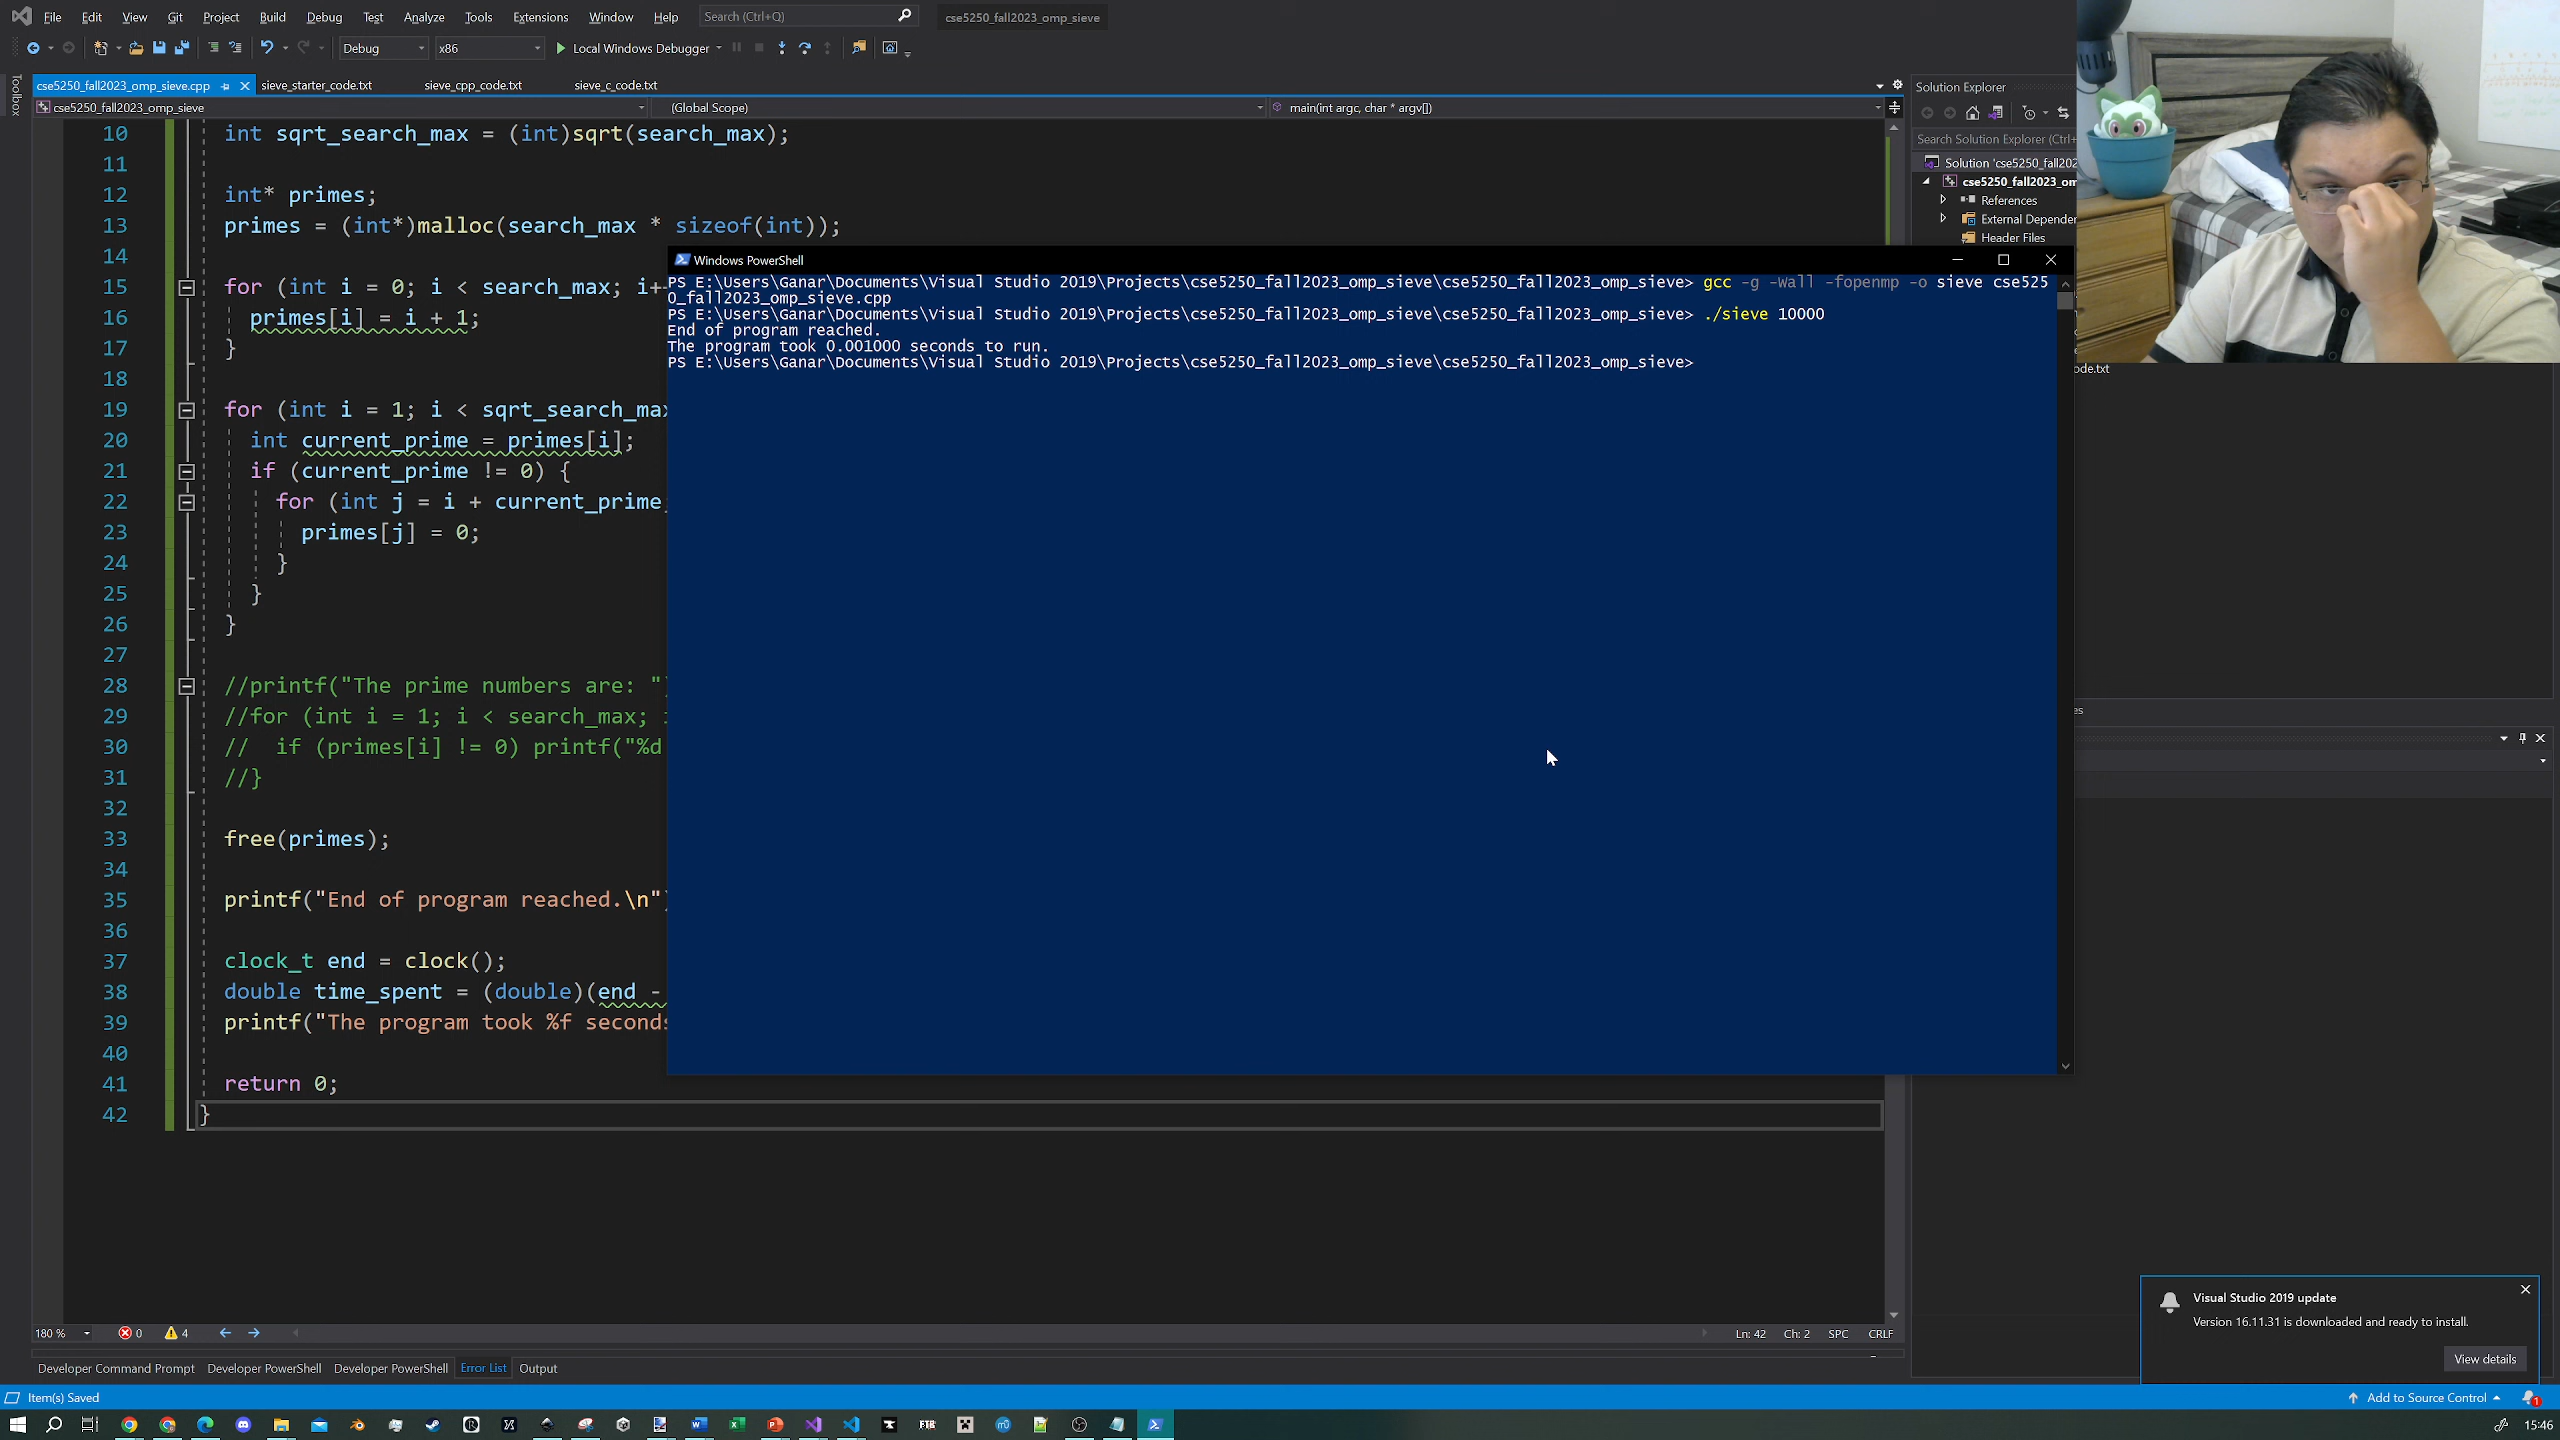 File Edit View Git Project Build Debug Test Analyze Tools Extensions Window Help Search (Ctrl+Q) cse5250_fall2023_omp_sieve
Debug x86 Local Windows Debugger
cse5250_fall2023_omp_sieve.cpp sieve_starter_code.txt sieve_cpp_code.txt sieve_c_code.txt
cse5250_fall2023_omp_sieve (Global Scope) main(int argc, char * argv[])
Toolbox
10 int sqrt_search_max = (int)sqrt(search_max);
11
12 int* primes;
13 primes = (int*)malloc(search_max * sizeof(int));
14
15 for (int i = 0; i < search_max; i+
16 primes[i] = i + 1;
17 }
18
19 for (int i = 1; i < sqrt_search_max
20 int current_prime = primes[i];
21 if (current_prime != 0) {
22 for (int j = i + current_prime;
23 primes[j] = 0;
24 }
25 }
26 }
27
28 //printf("The prime numbers are: ")
29 //for (int i = 1; i < search_max; i
30 // if (primes[i] != 0) printf("%d
31 //}
32
33 free(primes);
34
35 printf("End of program reached.\n")
36
37 clock_t end = clock();
38 double time_spent = (double)(end -
39 printf("The program took %f seconds
40
41 return 0;
42 }
Windows PowerShell
PS E:\Users\Ganar\Documents\Visual Studio 2019\Projects\cse5250_fall2023_omp_sieve\cse5250_fall2023_omp_sieve> gcc -g -Wall -fopenmp -o sieve cse525
0_fall2023_omp_sieve.cpp
PS E:\Users\Ganar\Documents\Visual Studio 2019\Projects\cse5250_fall2023_omp_sieve\cse5250_fall2023_omp_sieve> ./sieve 10000
End of program reached.
The program took 0.001000 seconds to run.
PS E:\Users\Ganar\Documents\Visual Studio 2019\Projects\cse5250_fall2023_omp_sieve\cse5250_fall2023_omp_sieve>
Solution Explorer
Search Solution Explorer (Ctrl+
Solution 'cse5250_fall202
cse5250_fall2023_om
References
External Depende
Header Files
ode.txt
es
Visual Studio 2019 update
Version 16.11.31 is downloaded and ready to install.
View details
180 % 0 4 Ln: 42 Ch: 2 SPC CRLF
Developer Command Prompt Developer PowerShell Developer PowerShell Error List Output
Item(s) Saved Add to Source Control 1
FTB 15:46